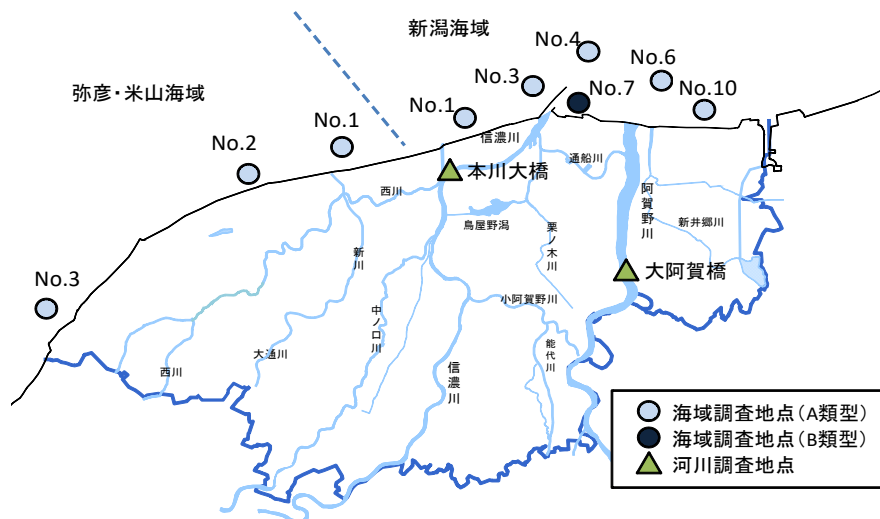 新潟海域
No.4
No.6
No.3
No.7
No.10
弥彦・米山海域
No.1
No.1
No.2
信濃川
本川大橋
通船川
西川
阿賀野川
鳥屋野潟
栗ノ木川
新井郷川
新川
大阿賀橋
No.3
小阿賀野川
中ノ口川
能代川
大通川
西川
信濃川
海域調査地点(A類型)
海域調査地点(B類型)
河川調査地点